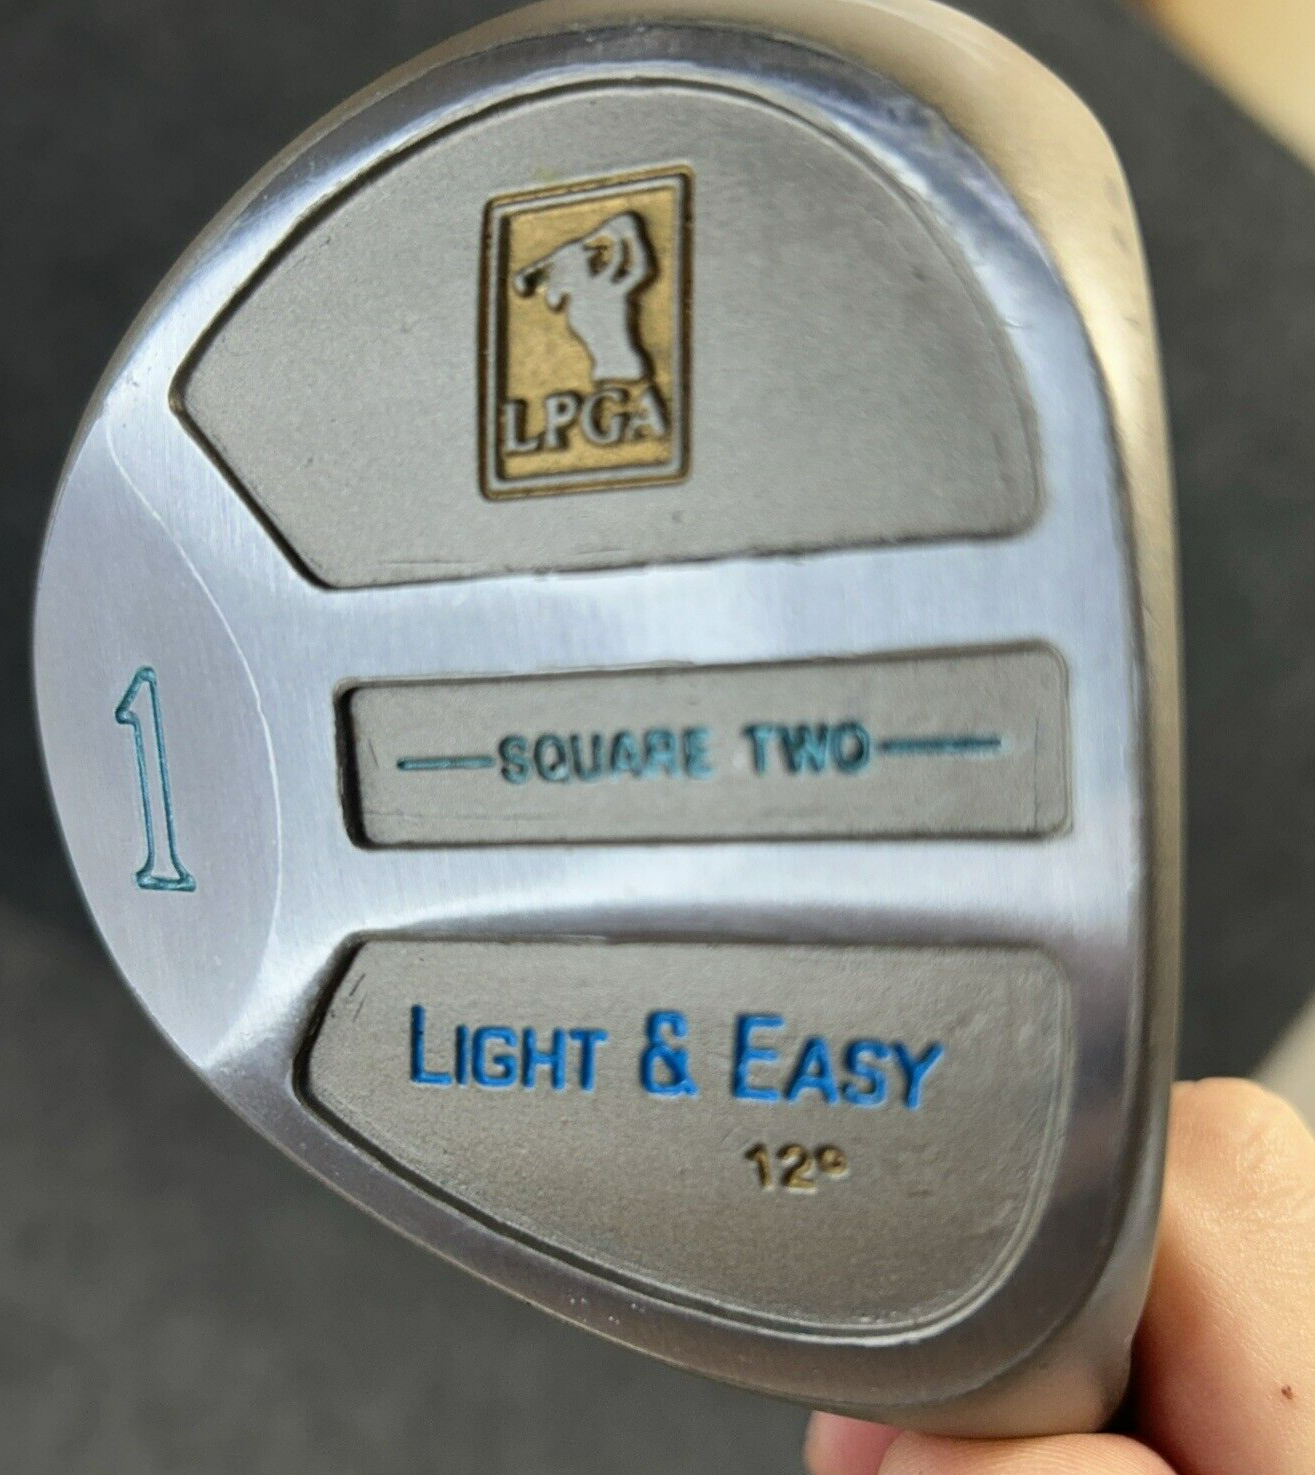 LPGA
1
SQUARE TWO
LIGHT & EASY
12°